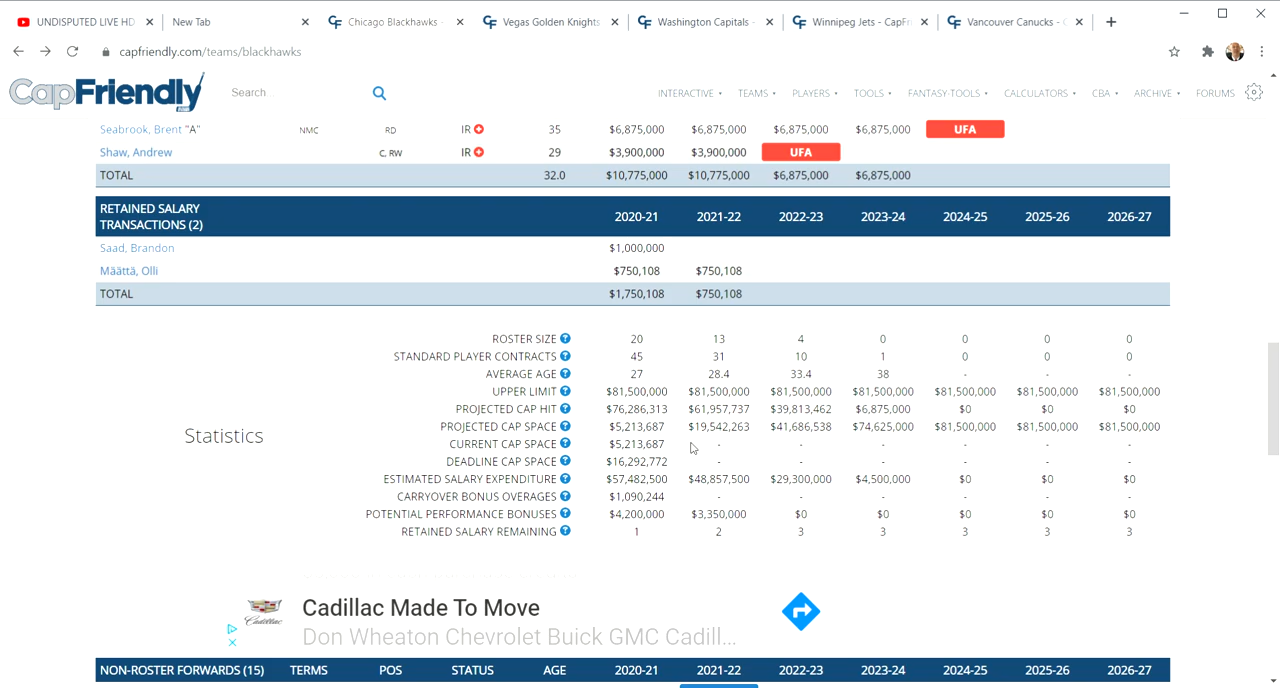 UNDISPUTED LIVE HD
New Tab
Chicago Blackhawks -
Vegas Golden Knights
Washington Capitals -
Winnipeg Jets - CapFri
Vancouver Canucks - C
capfriendly.com/teams/blackhawks
CapFriendly
Search
INTERACTIVE TEAMS PLAYERS TOOLS FANTASY-TOOLS CALCULATORS CBA ARCHIVE FORUMS
Seabrook, Brent "A" NMC RD IR 35 $6,875,000 $6,875,000 $6,875,000 $6,875,000 UFA
Shaw, Andrew C, RW IR 29 $3,900,000 $3,900,000 UFA
TOTAL 32.0 $10,775,000 $10,775,000 $6,875,000 $6,875,000
RETAINED SALARY
TRANSACTIONS (2) 2020-21 2021-22 2022-23 2023-24 2024-25 2025-26 2026-27
Saad, Brandon $1,000,000
Määttä, Olli $750,108 $750,108
TOTAL $1,750,108 $750,108
Statistics
ROSTER SIZE ? 20 13 4 0 0 0 0
STANDARD PLAYER CONTRACTS ? 45 31 10 1 0 0 0
AVERAGE AGE ? 27 28.4 33.4 38 - - -
UPPER LIMIT ? $81,500,000 $81,500,000 $81,500,000 $81,500,000 $81,500,000 $81,500,000 $81,500,000
PROJECTED CAP HIT ? $76,286,313 $61,957,737 $39,813,462 $6,875,000 $0 $0 $0
PROJECTED CAP SPACE ? $5,213,687 $19,542,263 $41,686,538 $74,625,000 $81,500,000 $81,500,000 $81,500,000
CURRENT CAP SPACE ? $5,213,687 - - - - - -
DEADLINE CAP SPACE ? $16,292,772 - - - - - -
ESTIMATED SALARY EXPENDITURE ? $57,482,500 $48,857,500 $29,300,000 $4,500,000 $0 $0 $0
CARRYOVER BONUS OVERAGES ? $1,090,244 - - - - - -
POTENTIAL PERFORMANCE BONUSES ? $4,200,000 $3,350,000 $0 $0 $0 $0 $0
RETAINED SALARY REMAINING ? 1 2 3 3 3 3 3
Cadillac
Cadillac Made To Move
Don Wheaton Chevrolet Buick GMC Cadill...
NON-ROSTER FORWARDS (15) TERMS POS STATUS AGE 2020-21 2021-22 2022-23 2023-24 2024-25 2025-26 2026-27